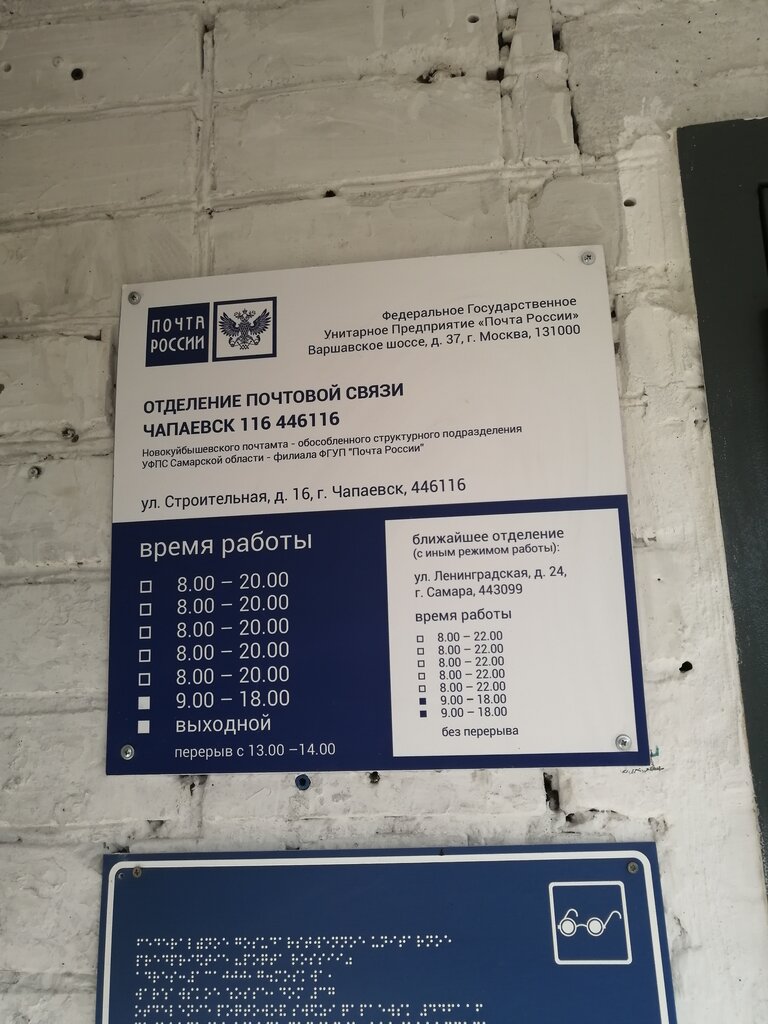 ПОЧТА
РОССИИ
Федеральное Государственное
Унитарное Предприятие «Почта России»
Варшавское шоссе, д. 37, г. Москва, 131000
ОТДЕЛЕНИЕ ПОЧТОВОЙ СВЯЗИ
ЧАПАЕВСК 116 446116
Новокуйбышевского почтамта - обособленного структурного подразделения
УФПС Самарской области - филиала ФГУП "Почта России"
ул. Строительная, д. 16, г. Чапаевск, 446116
время работы
8.00 – 20.00
8.00 – 20.00
8.00 – 20.00
8.00 – 20.00
8.00 – 20.00
9.00 – 18.00
выходной
перерыв с 13.00 –14.00
ближайшее отделение
(с иным режимом работы):
ул. Ленинградская, д. 24,
г. Самара, 443099
время работы
8.00 – 22.00
8.00 – 22.00
8.00 – 22.00
8.00 – 22.00
8.00 – 22.00
9.00 – 18.00
9.00 – 18.00
без перерыва